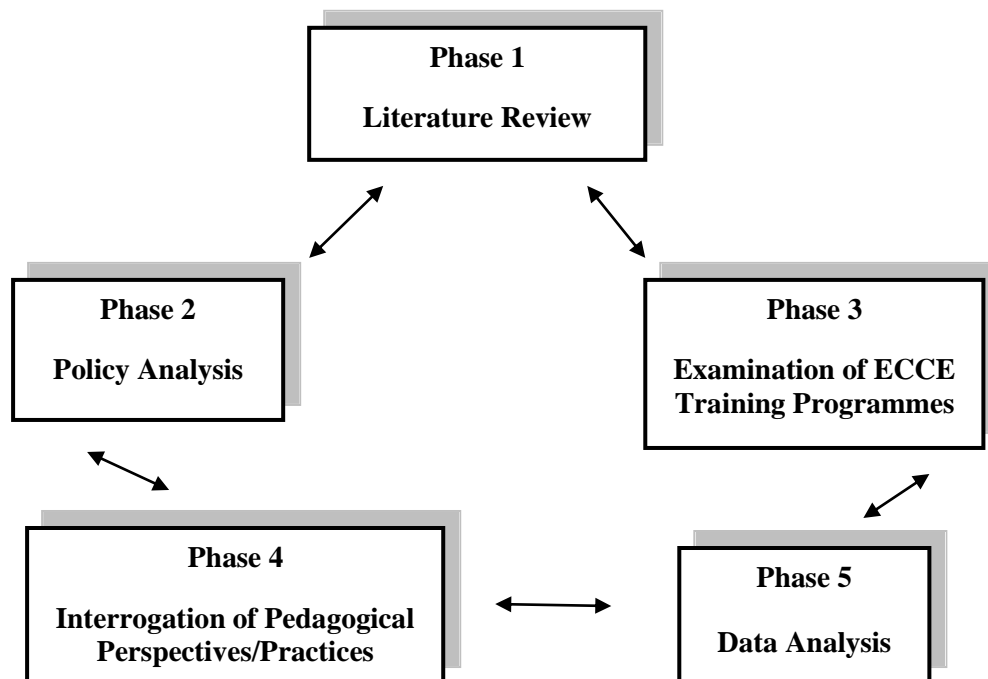 Phase 1
Literature Review
Phase 2
Policy Analysis
Phase 3
Examination of ECCE
Training Programmes
Phase 4
Interrogation of Pedagogical
Perspectives/Practices
Phase 5
Data Analysis